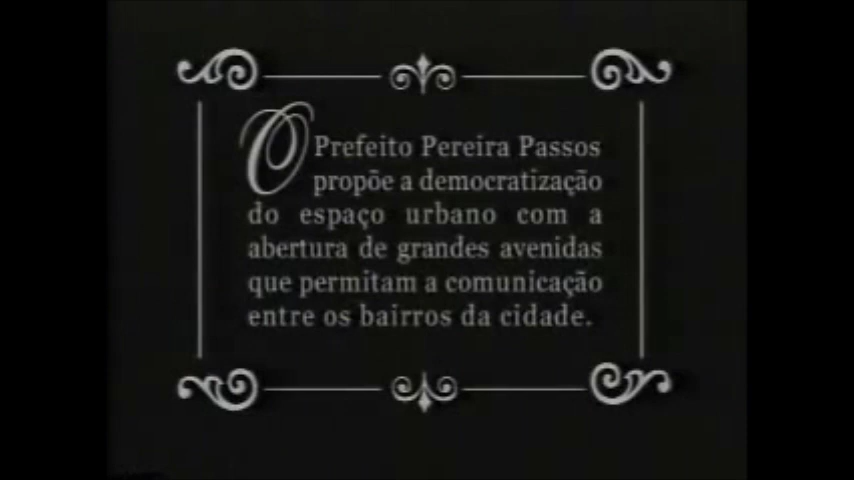 O Prefeito Pereira Passos
propõe a democratização
do espaço urbano com a
abertura de grandes avenidas
que permitam a comunicação
entre os bairros da cidade.